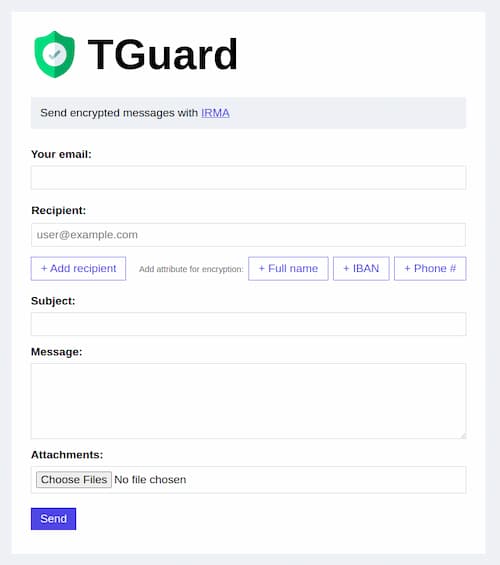 TGuard
Send encrypted messages with IRMA
Your email:
Recipient:
user@example.com
+ Add recipient Add attribute for encryption: + Full name + IBAN + Phone #
Subject:
Message:
Attachments:
Choose Files No file chosen
Send